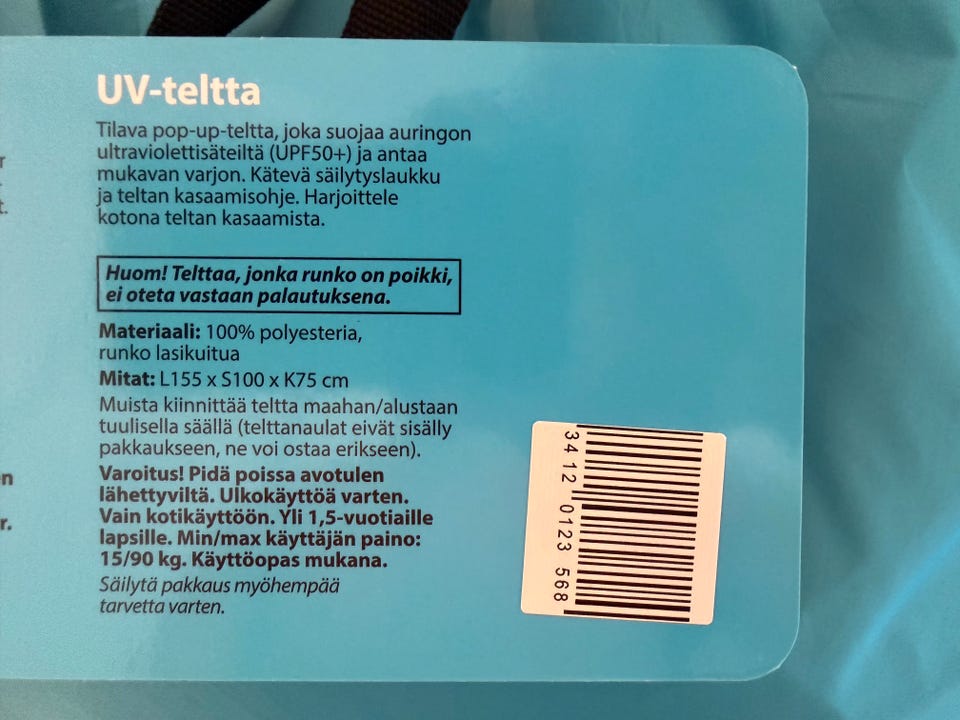 UV-teltta
Tilava pop-up-teltta, joka suojaa auringon
ultraviolettisäteiltä (UPF50+) ja antaa
mukavan varjon. Kätevä säilytyslaukku
ja teltan kasaamisohje. Harjoittele
kotona teltan kasaamista.
Huom! Telttaa, jonka runko on poikki,
ei oteta vastaan palautuksena.
Materiaali: 100% polyesteria,
runko lasikuitua
Mitat: L155 x S100 x K75 cm
Muista kiinnittää teltta maahan/alustaan
tuulisella säällä (telttanaulat eivät sisälly
pakkaukseen, ne voi ostaa erikseen).
Varoitus! Pidä poissa avotulen
lähettyviltä. Ulkokäyttöä varten.
Vain kotikäyttöön. Yli 1,5-vuotiaille
lapsille. Min/max käyttäjän paino:
15/90 kg. Käyttöopas mukana.
Säilytä pakkaus myöhempää
tarvetta varten.
3412 0123 568